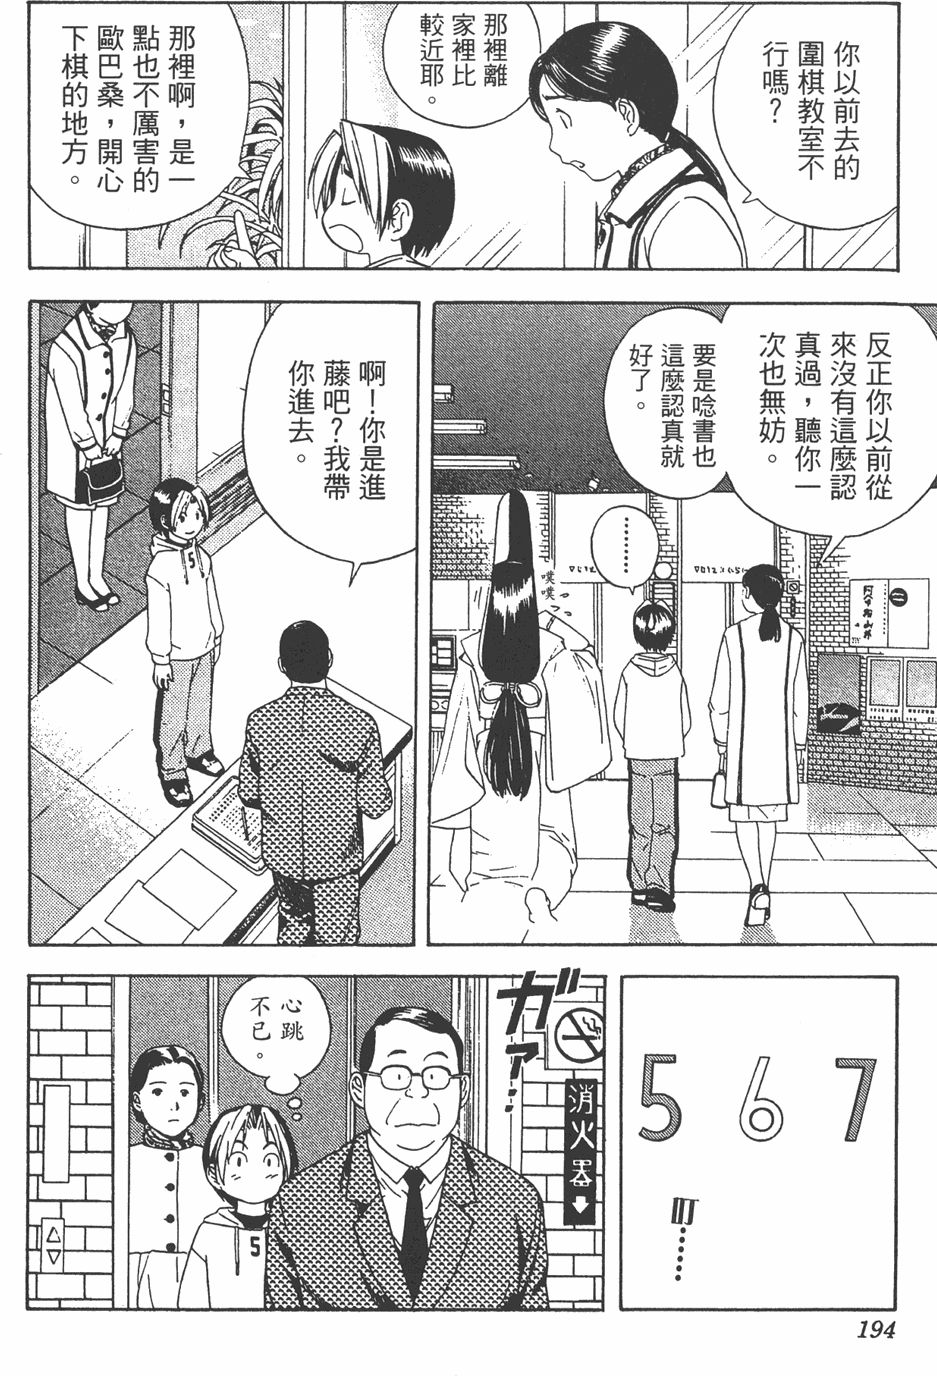 你以前去的
圍棋教室不
行嗎？
那裡離
家裡比
較近耶。
那裡啊，是一
點也不厲害的
歐巴桑，開心
下棋的地方。
反正你以前從
來沒有這麼認
真過，聽你一
次也無妨。
要是唸書也
這麼認真就
好了。
…………
噗
噗
啊！你是進
藤吧？我帶
你進去。
5
5 6 7
叮……
ガァ…
消火器
心跳
不已。
5
194